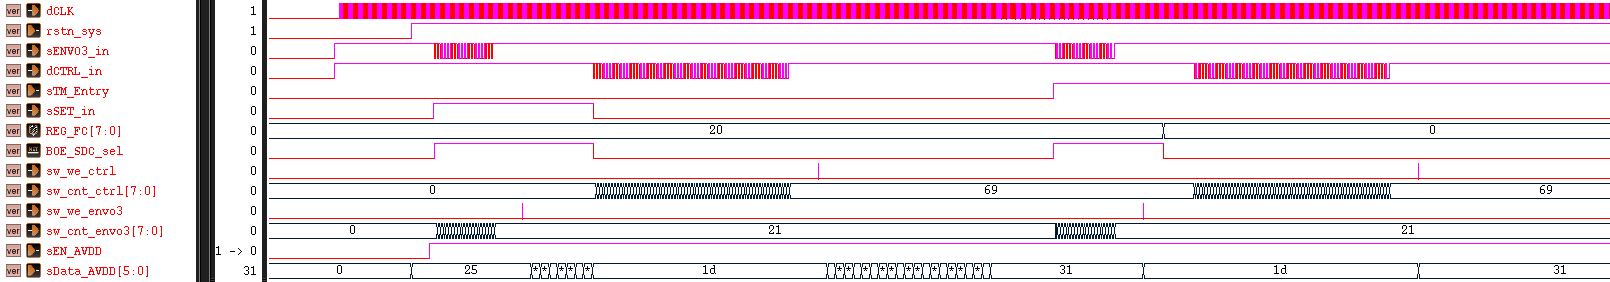 ver dCLK 1
ver rstn_sys 1
ver sENVO3_in 0
ver dCTRL_in 0
ver sTM_Entry 0
ver sSET_in 0
ver REG_FC[7:0] 0 20 0
ver BOE_SDC_sel 0
ver sw_we_ctrl 0
ver sw_cnt_ctrl[7:0] 0 0 69 69
ver sw_we_envo3 0
ver sw_cnt_envo3[7:0] 0 0 21 21
ver sEN_AVDD 1 -> 0
ver sData_AVDD[5:0] 31 0 25 * * * * * 1d * * * * * * * * * * * 31 1d 31